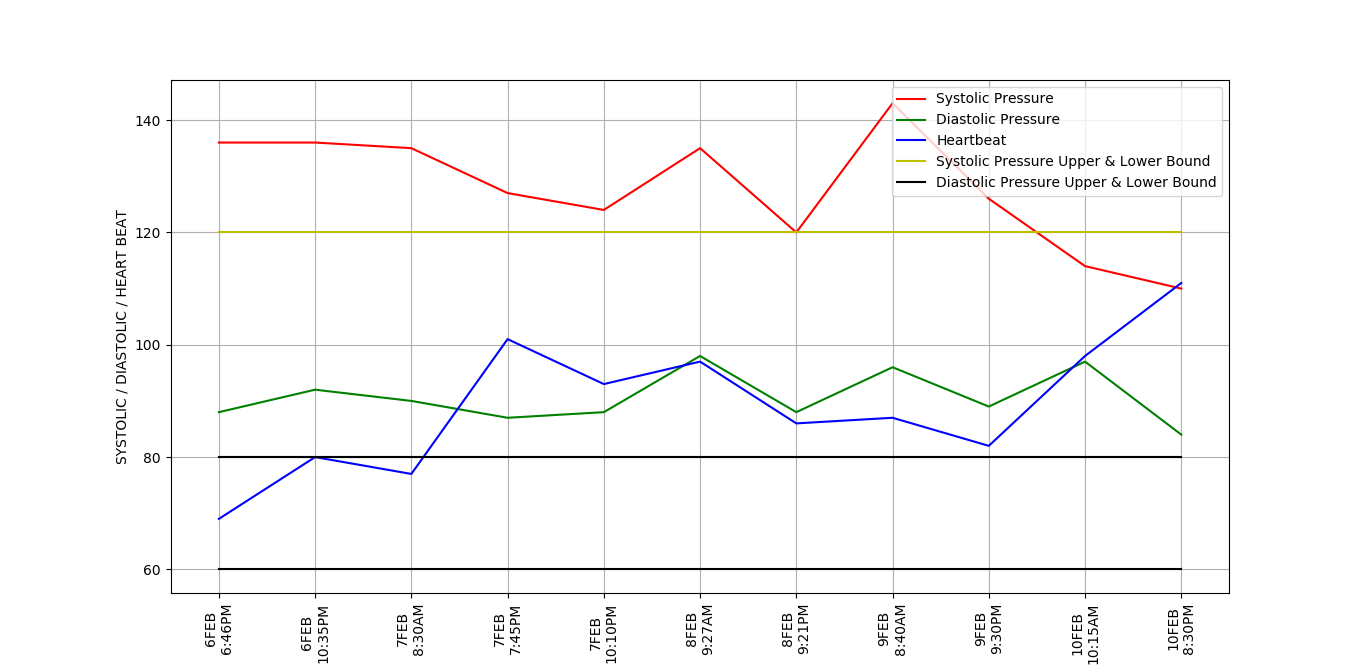 Systolic Pressure
Diastolic Pressure
Heartbeat
Systolic Pressure Upper & Lower Bound
Diastolic Pressure Upper & Lower Bound
SYSTOLIC / DIASTOLIC / HEART BEAT
140
120
100
80
60
6FEB
6:46PM
6FEB
10:35PM
7FEB
8:30AM
7FEB
7:45PM
7FEB
10:10PM
8FEB
9:27AM
8FEB
9:21PM
9FEB
8:40AM
9FEB
9:30PM
10FEB
10:15AM
10FEB
8:30PM